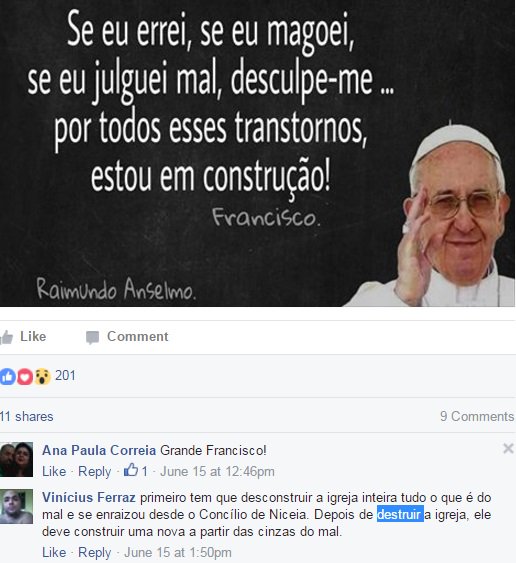 Se eu errei, se eu magoei,
se eu julguei mal, desculpe-me ...
por todos esses transtornos,
estou em construção!
Francisco.
Raimundo Anselmo.
Like Comment
201
11 shares 9 Comments
Ana Paula Correia Grande Francisco!
Like · Reply · 1 · June 15 at 12:46pm
Vinícius Ferraz primeiro tem que desconstruir a igreja inteira tudo o que é do
mal e se enraizou desde o Concílio de Niceia. Depois de destruir a igreja, ele
deve construir uma nova a partir das cinzas do mal.
Like · Reply · June 15 at 1:50pm